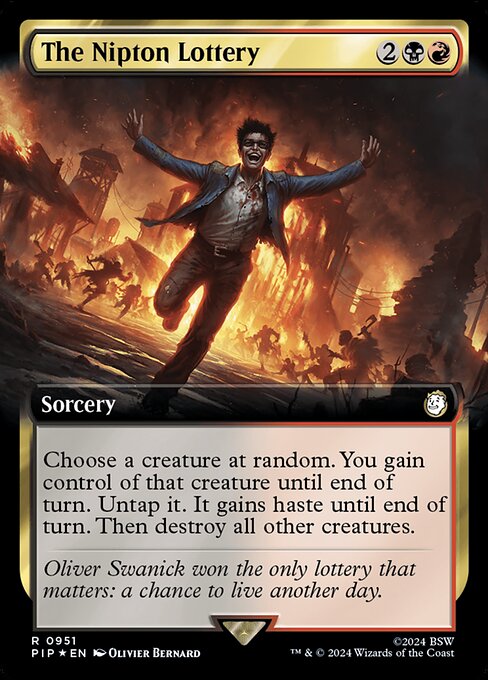 The Nipton Lottery 2
Sorcery
Choose a creature at random. You gain
control of that creature until end of
turn. Untap it. It gains haste until end of
turn. Then destroy all other creatures.
Oliver Swanick won the only lottery that
matters: a chance to live another day.
R 0951 ©2024 BSW
PIP★EN Olivier Bernard ™ & © 2024 Wizards of the Coast